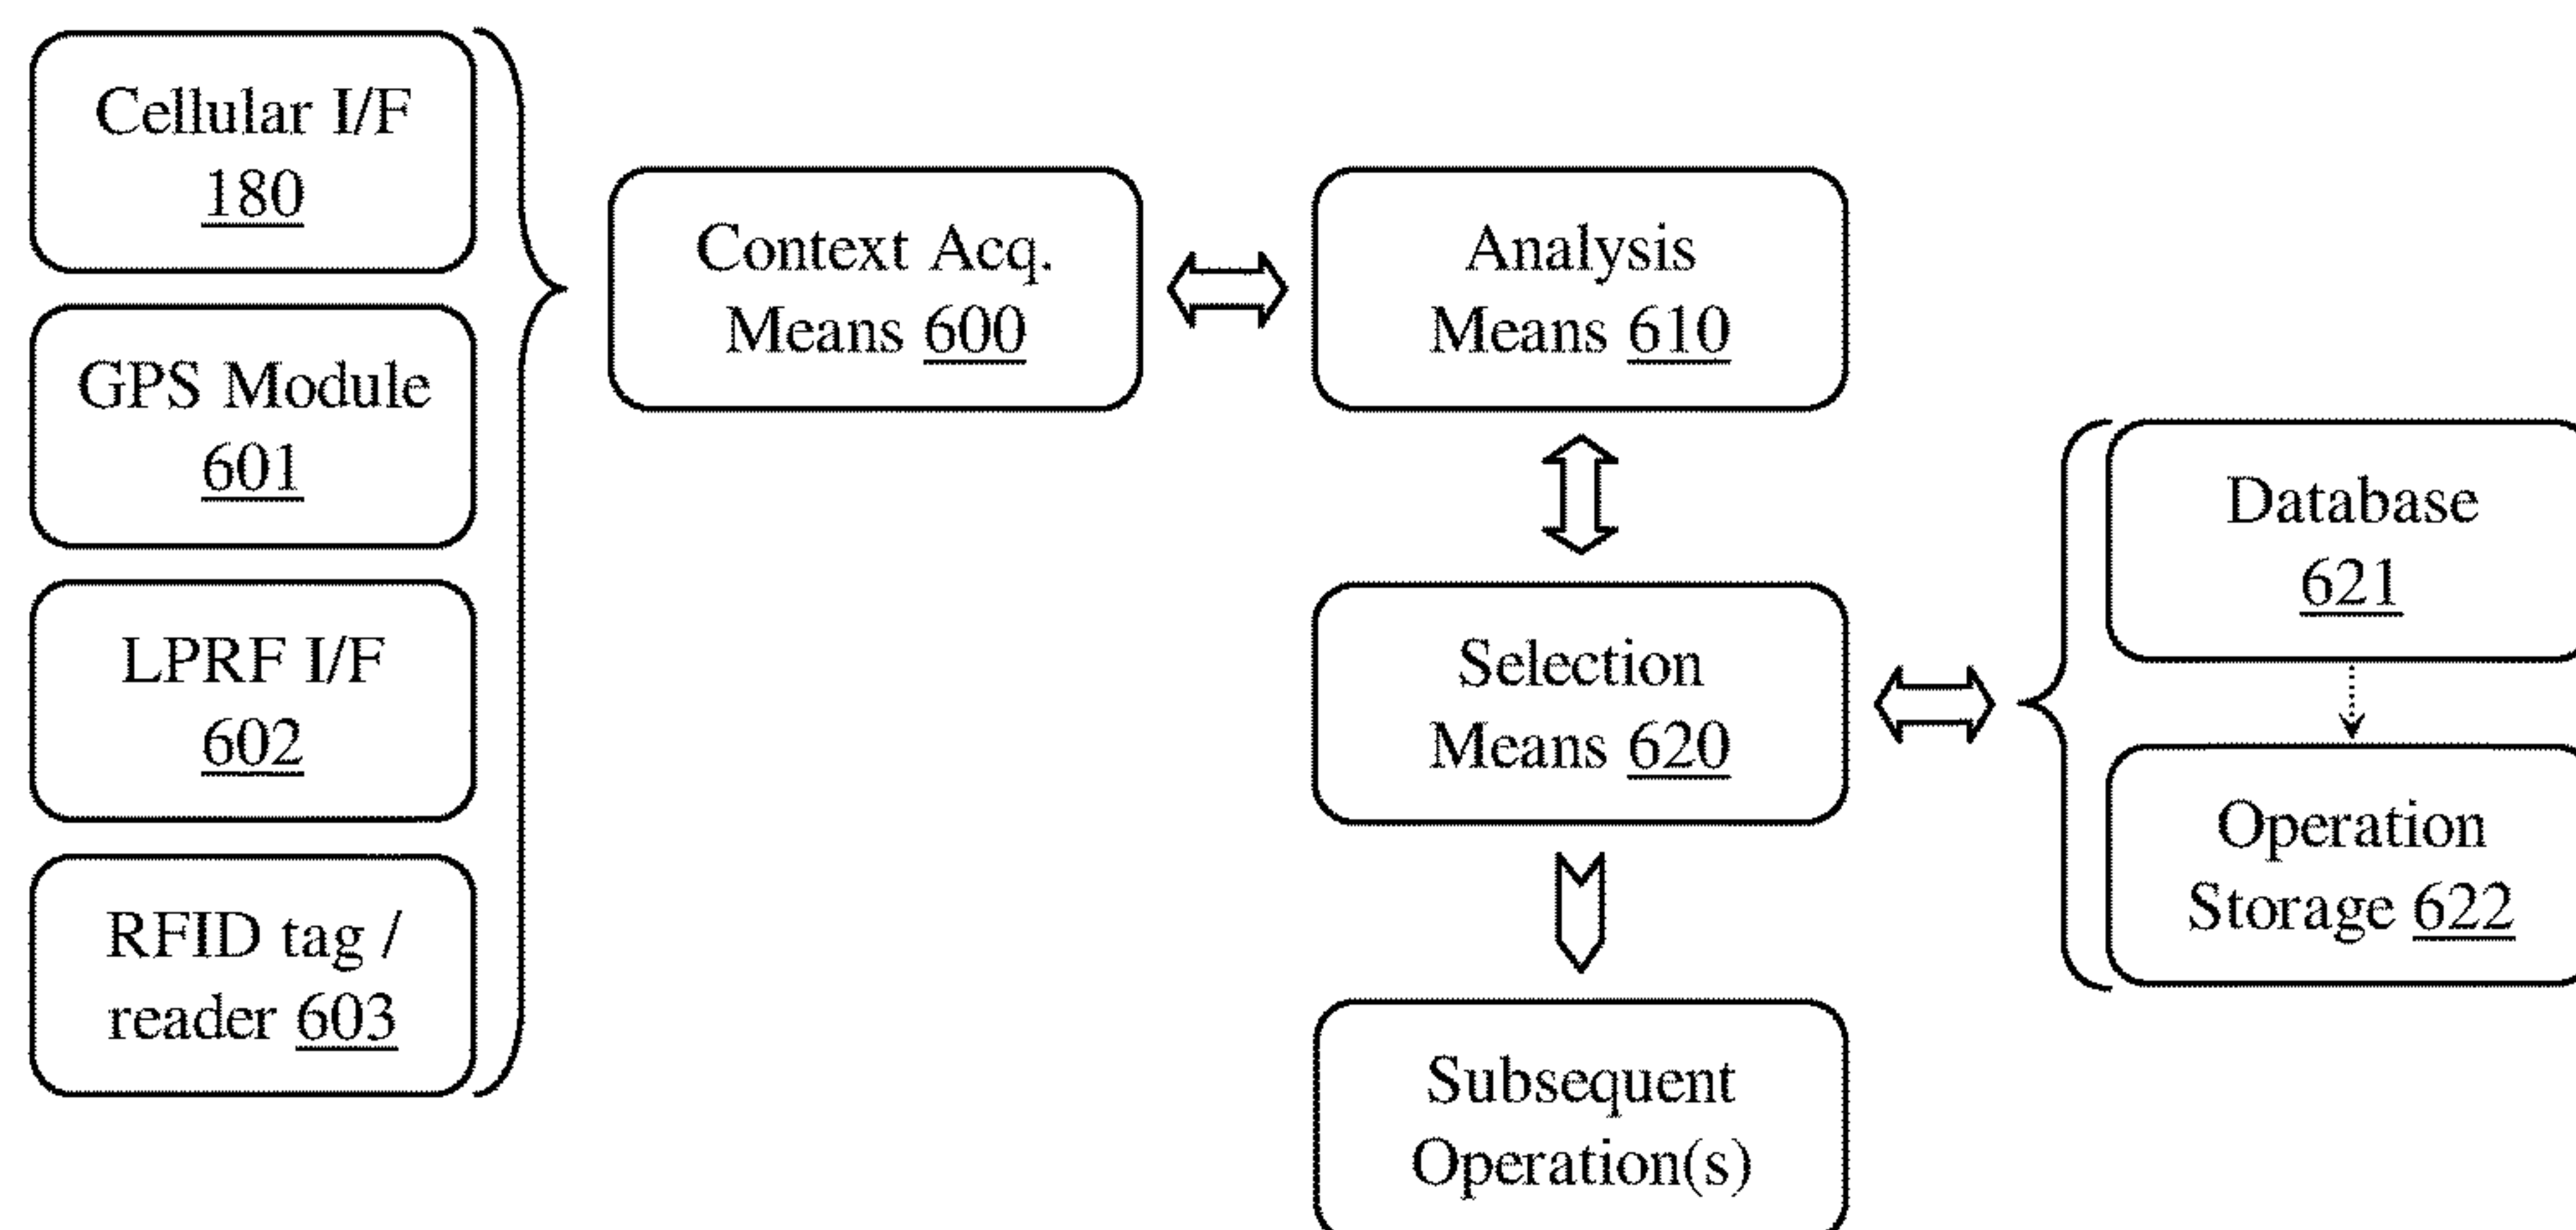 Cellular I/F
180
GPS Module
601
LPRF I/F
602
RFID tag /
reader 603
Context Acq.
Means 600
Analysis
Means 610
Selection
Means 620
Subsequent
Operation(s)
Database
621
Operation
Storage 622